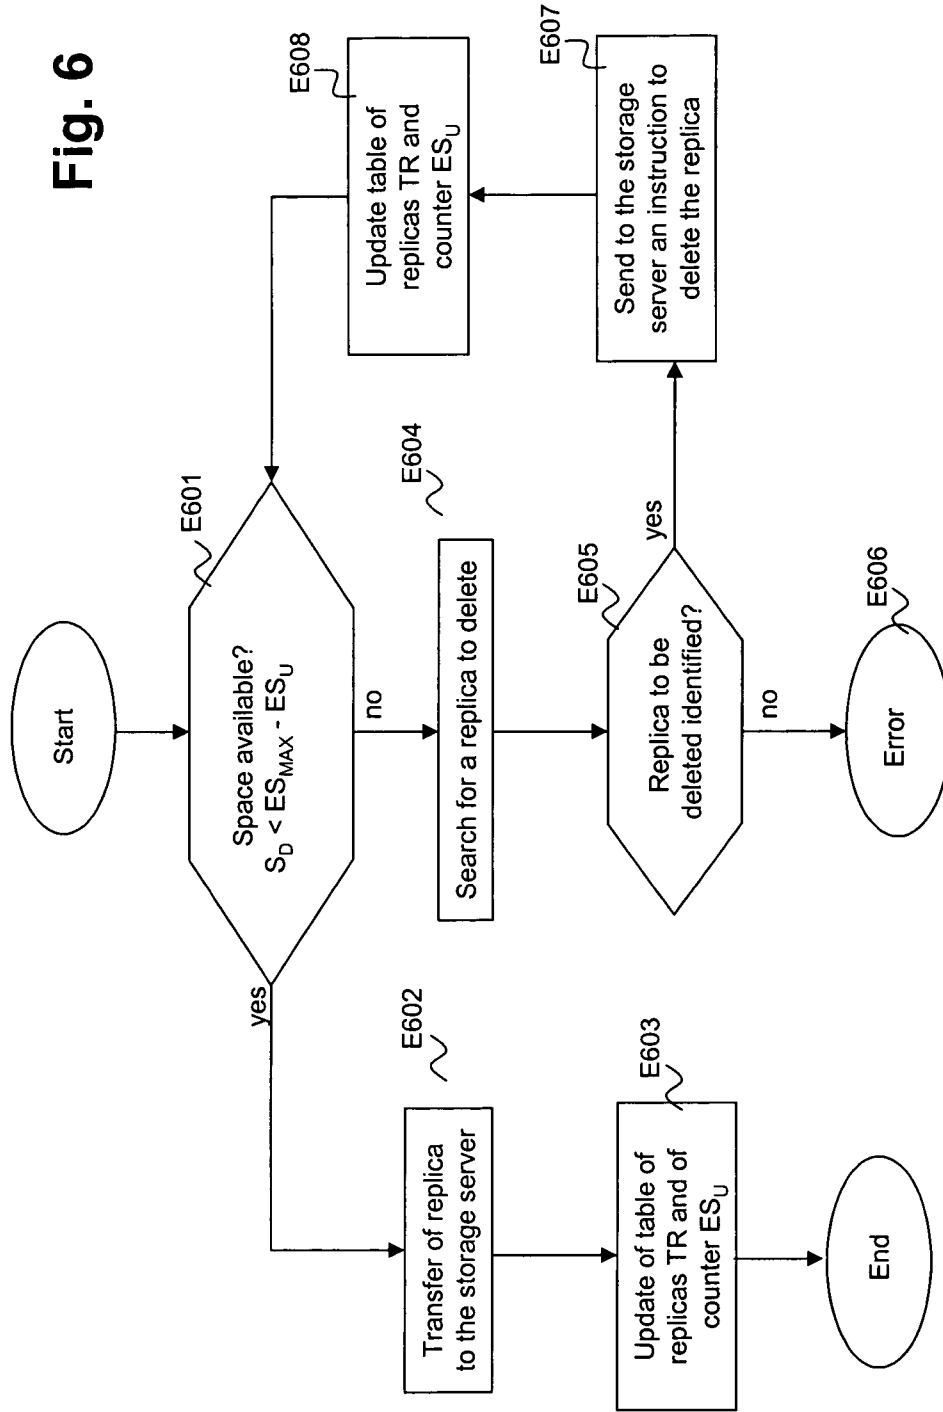 Fig. 6
Start
E601
Space available?
S_D < ES_MAX - ES_U
yes
no
E602
Transfer of replica
to the storage server
E603
Update of table of
replicas TR and of
counter ES_U
End
E604
Search for a replica to delete
E605
Replica to be
deleted identified?
yes
no
E606
Error
E607
Send to the storage
server an instruction to
delete the replica
E608
Update table of
replicas TR and
counter ES_U